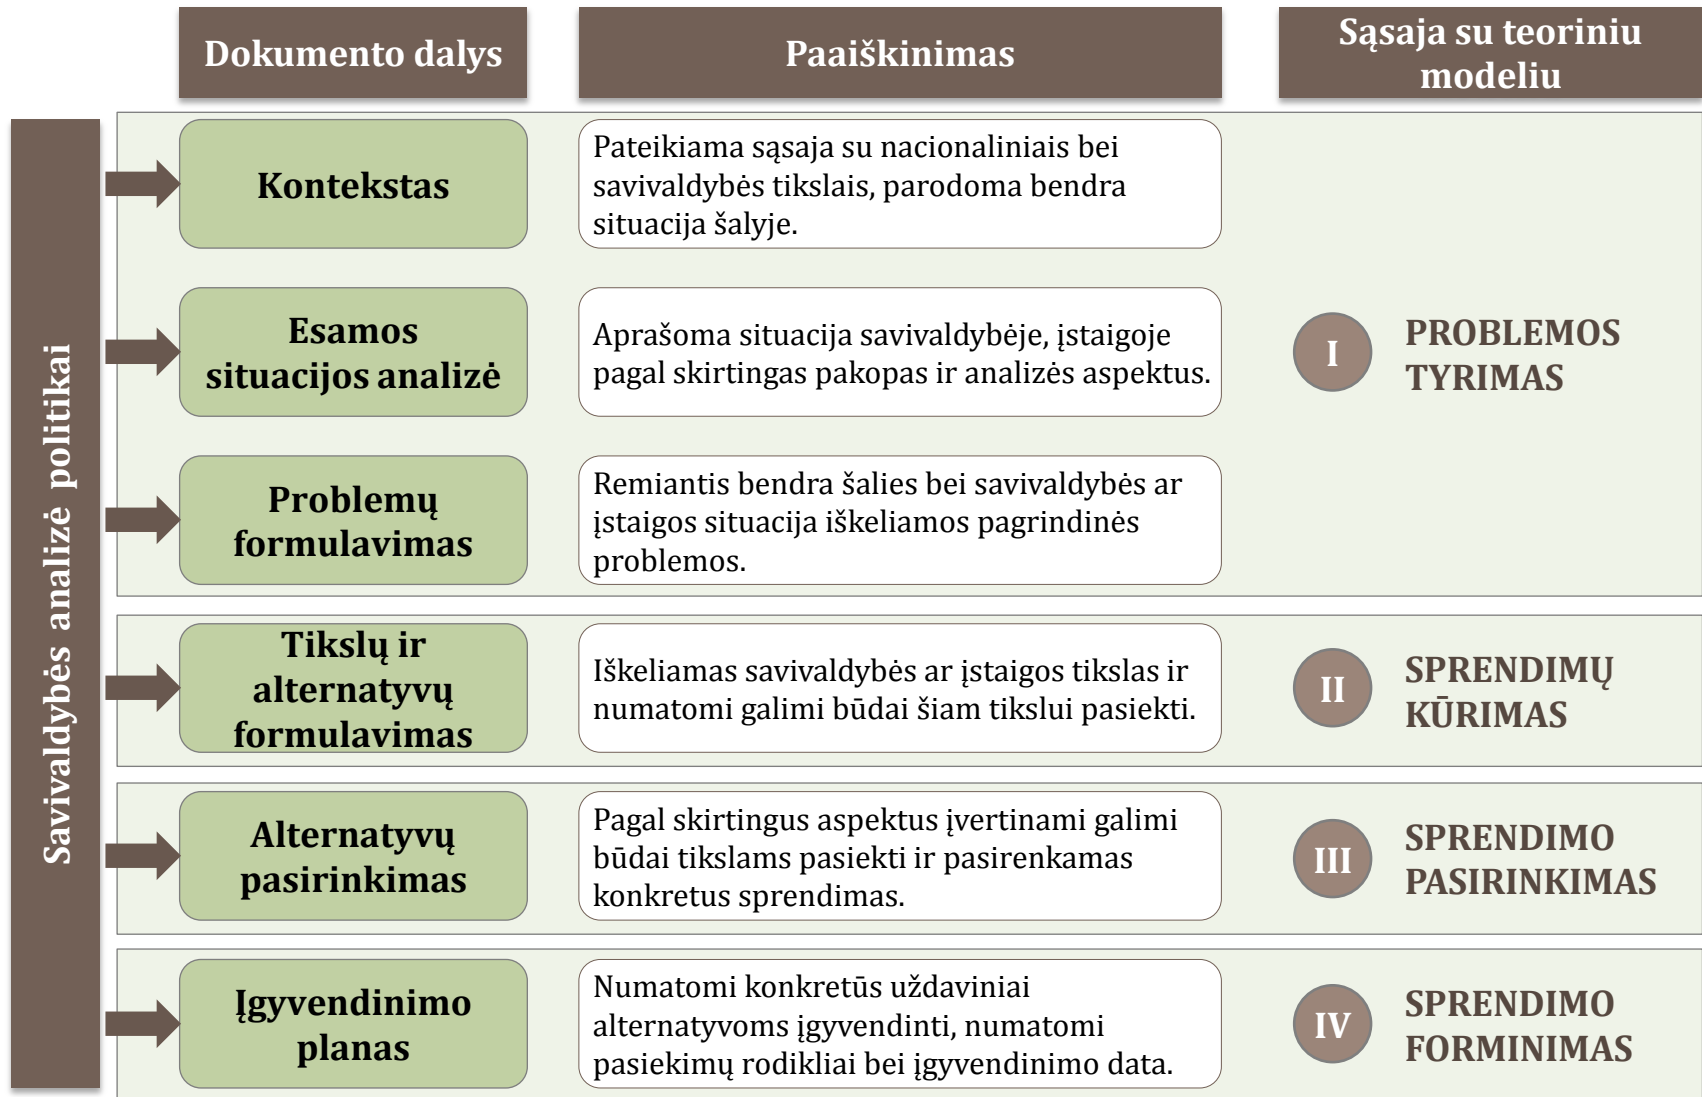 Dokumento dalys
Paaiškinimas
Sąsaja su teoriniu
modeliu
Savivaldybės analizė politikai
Kontekstas
Pateikiama sąsaja su nacionaliniais bei
savivaldybės tikslais, parodoma bendra
situacija šalyje.
Esamos
situacijos analizė
Aprašoma situacija savivaldybėje, įstaigoje
pagal skirtingas pakopas ir analizės aspektus.
I
PROBLEMOS
TYRIMAS
Problemų
formulavimas
Remiantis bendra šalies bei savivaldybės ar
įstaigos situacija iškeliamos pagrindinės
problemos.
Tikslų ir
alternatyvų
formulavimas
Iškeliamas savivaldybės ar įstaigos tikslas ir
numatomi galimi būdai šiam tikslui pasiekti.
II
SPRENDIMŲ
KŪRIMAS
Alternatyvų
pasirinkimas
Pagal skirtingus aspektus įvertinami galimi
būdai tikslams pasiekti ir pasirenkamas
konkretus sprendimas.
III
SPRENDIMO
PASIRINKIMAS
Įgyvendinimo
planas
Numatomi konkretūs uždaviniai
alternatyvoms įgyvendinti, numatomi
pasiekimų rodikliai bei įgyvendinimo data.
IV
SPRENDIMO
FORMINIMAS